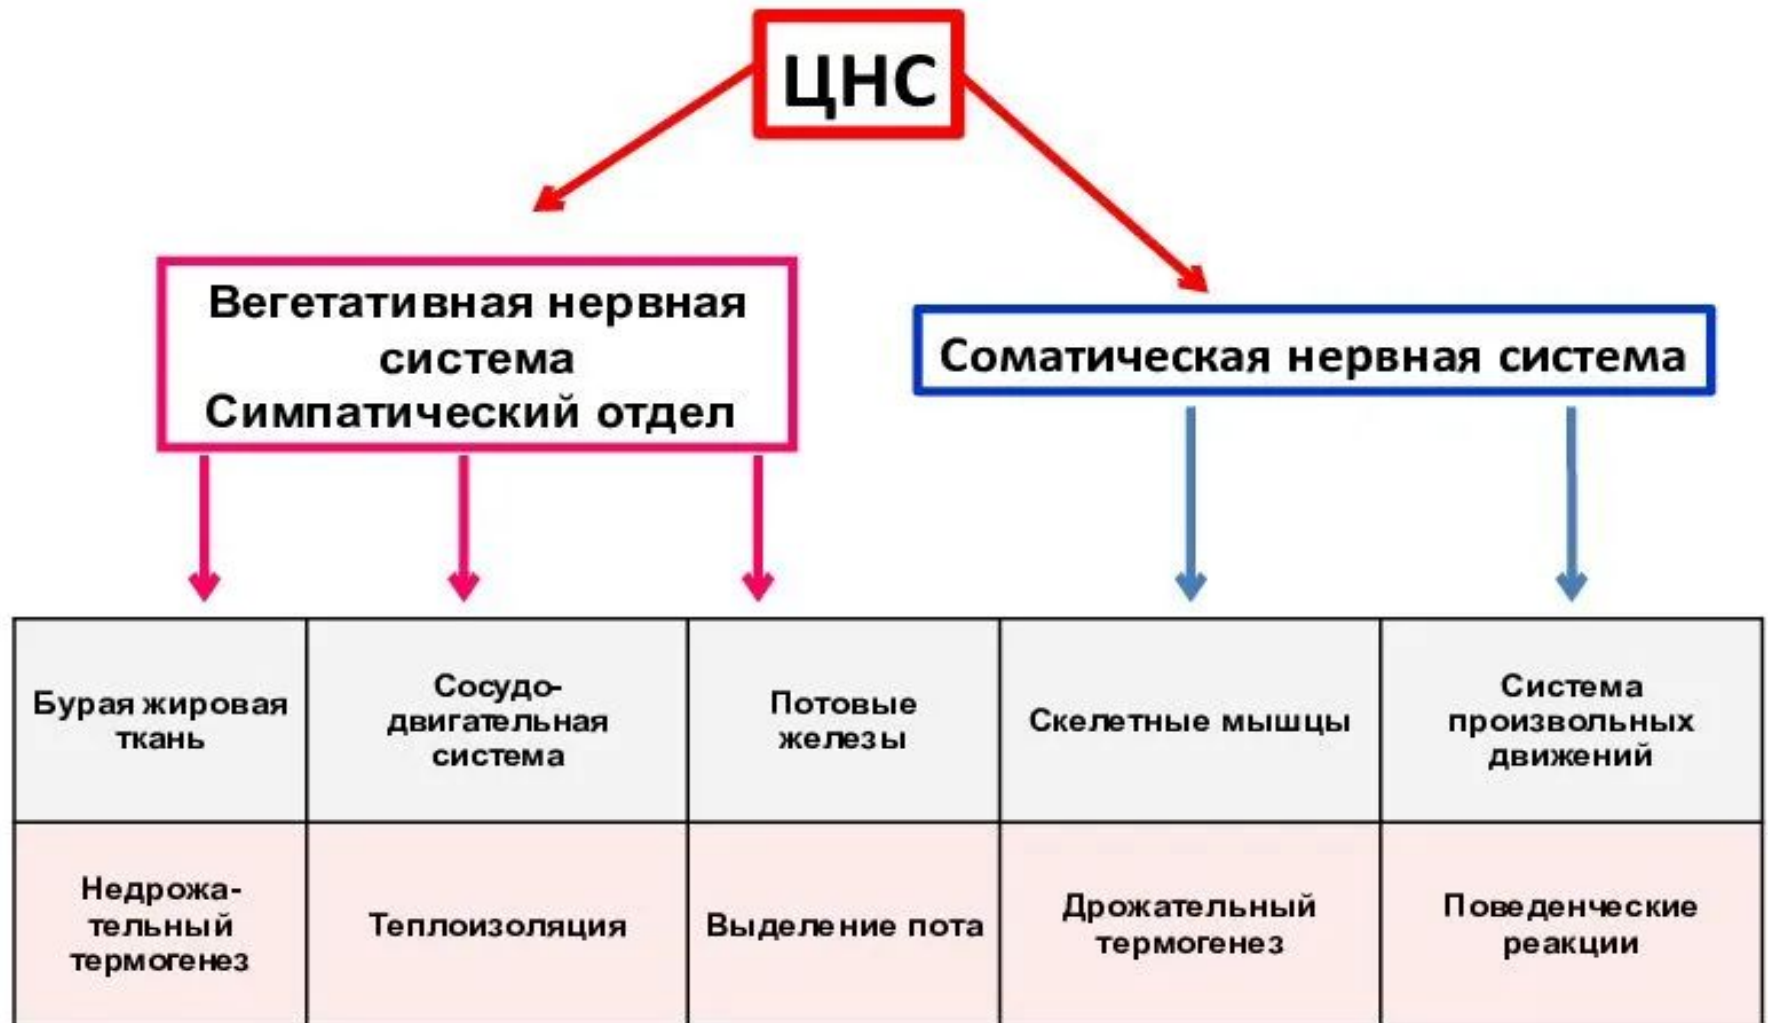 ЦНС
Вегетативная нервная
система
Симпатический отдел
Соматическая нервная система
Бурая жировая
ткань
Сосудо-
двигательная
система
Потовые
железы
Скелетные мышцы
Система
произвольных
движений
Недрожа-
тельный
термогенез
Теплоизоляция
Выделение пота
Дрожательный
термогенез
Поведенческие
реакции